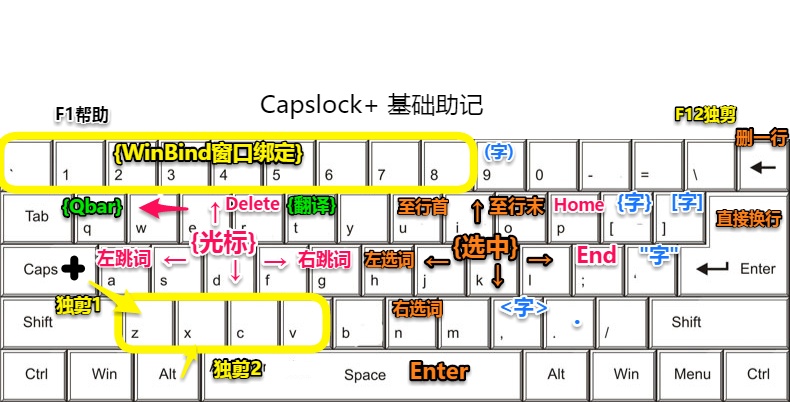 Capslock+ 基础助记
F1帮助
F12独剪
{WinBind窗口绑定}
(字)
删一行
` 1 2 3 4 5 6 7 8 9 0 - = \ ←
{Qbar}
← ↑ Delete
{翻译}
至行首 ↑ 至行末
Home
{字}
[字]
直接换行
Tab q w e r t y u i o p [ ]
{光标}
左跳词 ← ↓ → 右跳词
左选词 ← {选中} ↓ →
End
"字"
Caps a s d f g h j k l ; ' Enter
独剪1
右选词
<字>
Shift z x c v b n m , . / Shift
独剪2
Ctrl Win Alt Space Enter Alt Win Menu Ctrl